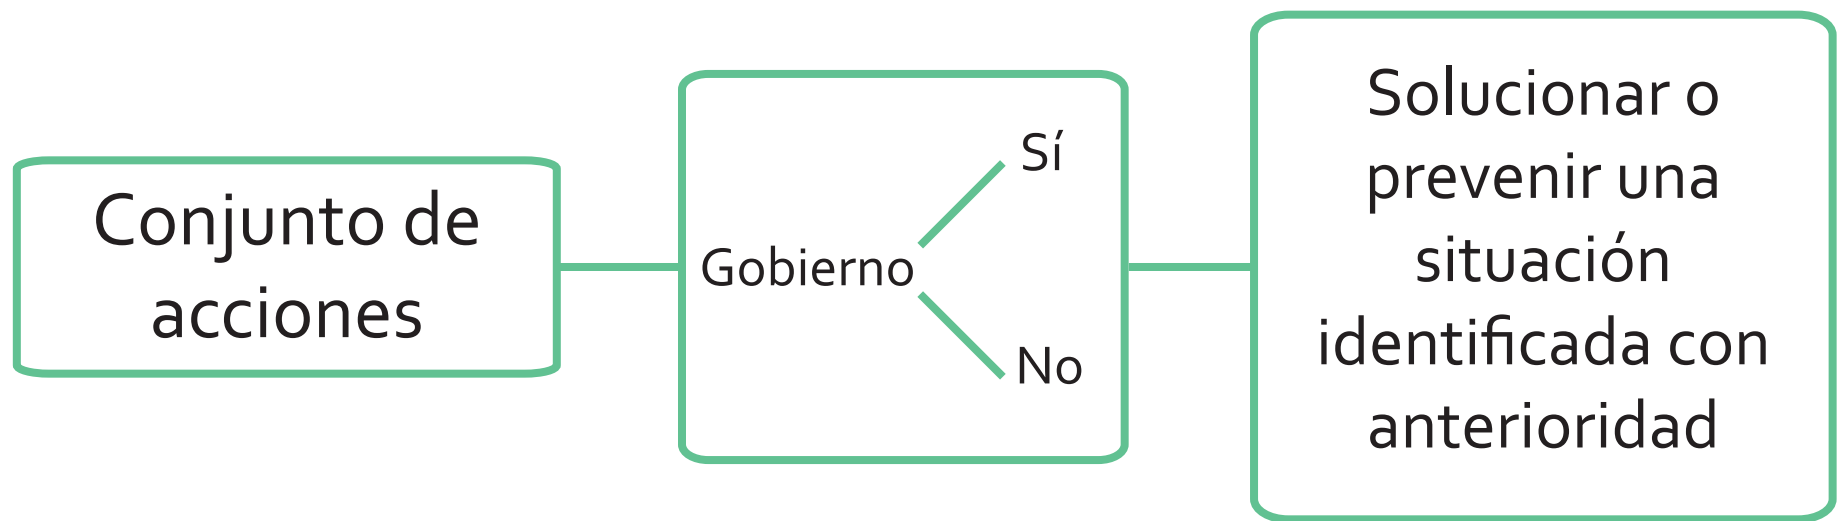 Conjunto de
acciones
Gobierno
Sí
No
Solucionar o
prevenir una
situación
identificada con
anterioridad